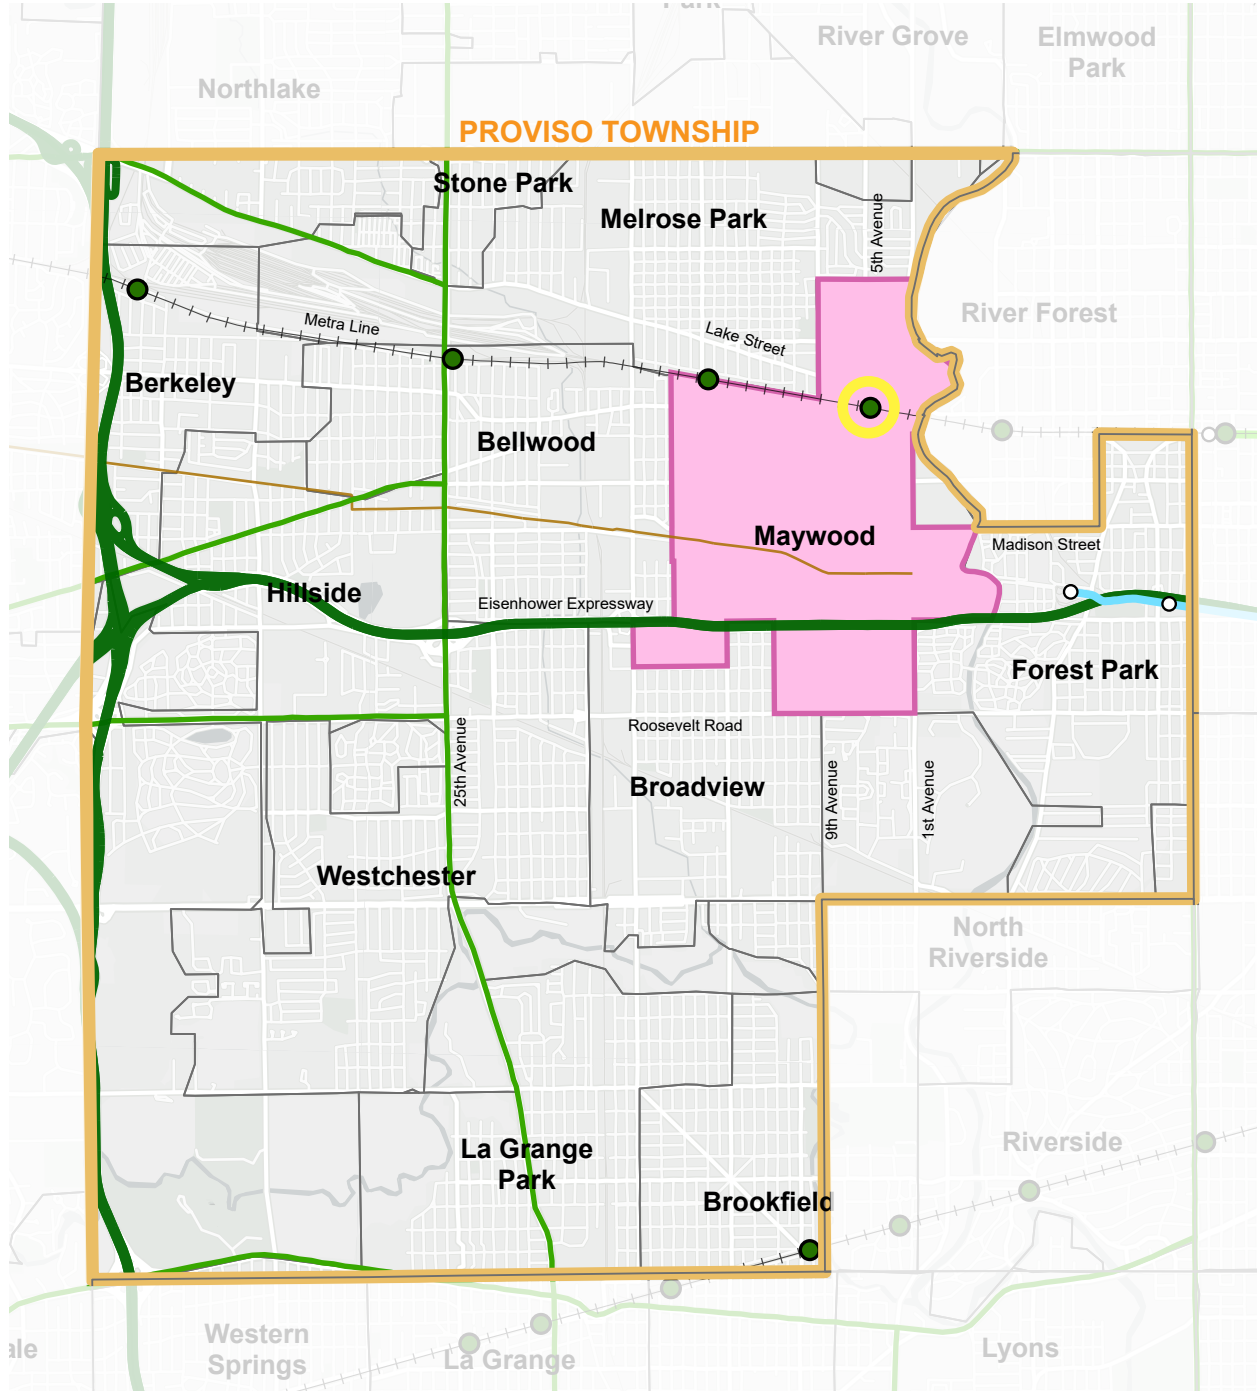 Park
River Grove
Elmwood
Park
Northlake
PROVISO TOWNSHIP
Stone Park
Melrose Park
5th Avenue
River Forest
Metra Line
Lake Street
Berkeley
Bellwood
Maywood
Madison Street
Hillside
Eisenhower Expressway
Forest Park
Roosevelt Road
25th Avenue
Broadview
9th Avenue
1st Avenue
Westchester
North
Riverside
Riverside
La Grange
Park
Brookfield
Western
Springs
La Grange
Lyons
ale